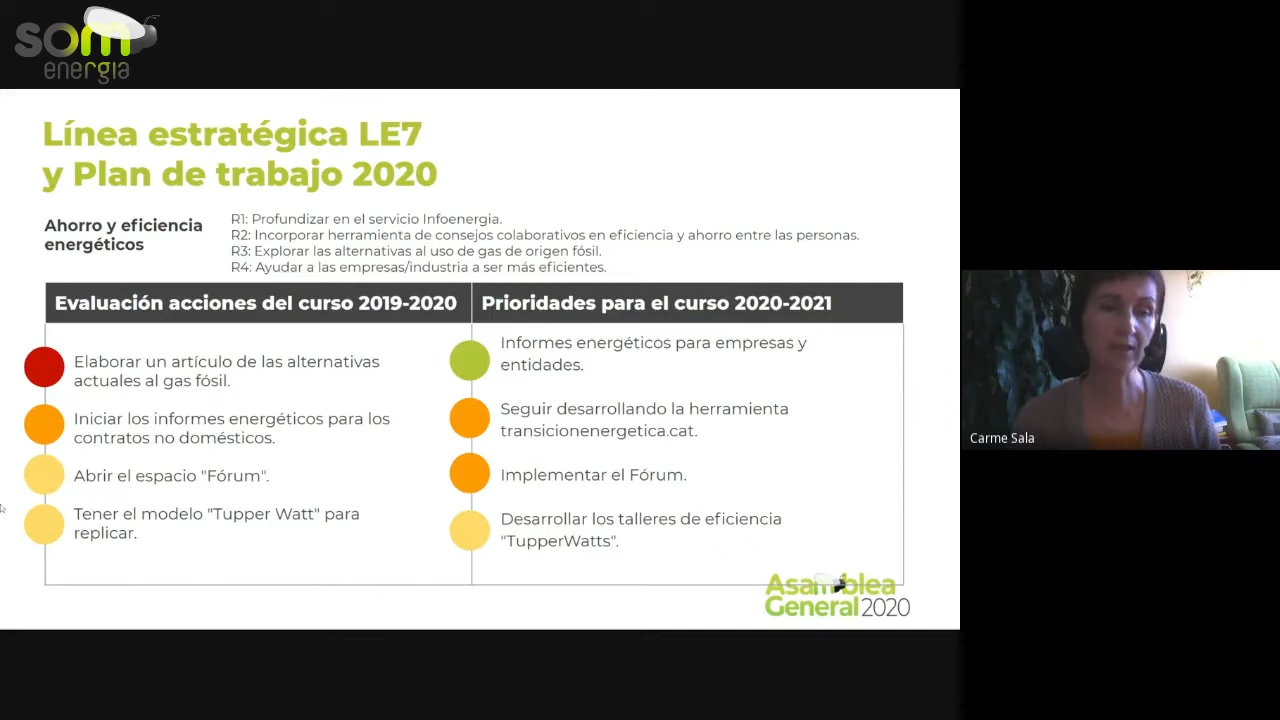 som
energia
Línea estratégica LE7
y Plan de trabajo 2020
Ahorro y eficiencia
energéticos
R1: Profundizar en el servicio Infoenergia.
R2: Incorporar herramienta de consejos colaborativos en eficiencia y ahorro entre las personas.
R3: Explorar las alternativas al uso de gas de origen fósil.
R4: Ayudar a las empresas/industria a ser más eficientes.
Evaluación acciones del curso 2019-2020
Elaborar un artículo de las alternativas
actuales al gas fósil.
Iniciar los informes energéticos para los
contratos no domésticos.
Abrir el espacio "Fórum".
Tener el modelo "Tupper Watt" para
replicar.
Prioridades para el curso 2020-2021
Informes energéticos para empresas y
entidades.
Seguir desarrollando la herramienta
transicionenergetica.cat.
Implementar el Fórum.
Desarrollar los talleres de eficiencia
"TupperWatts".
Asamblea
General 2020
Carme Sala